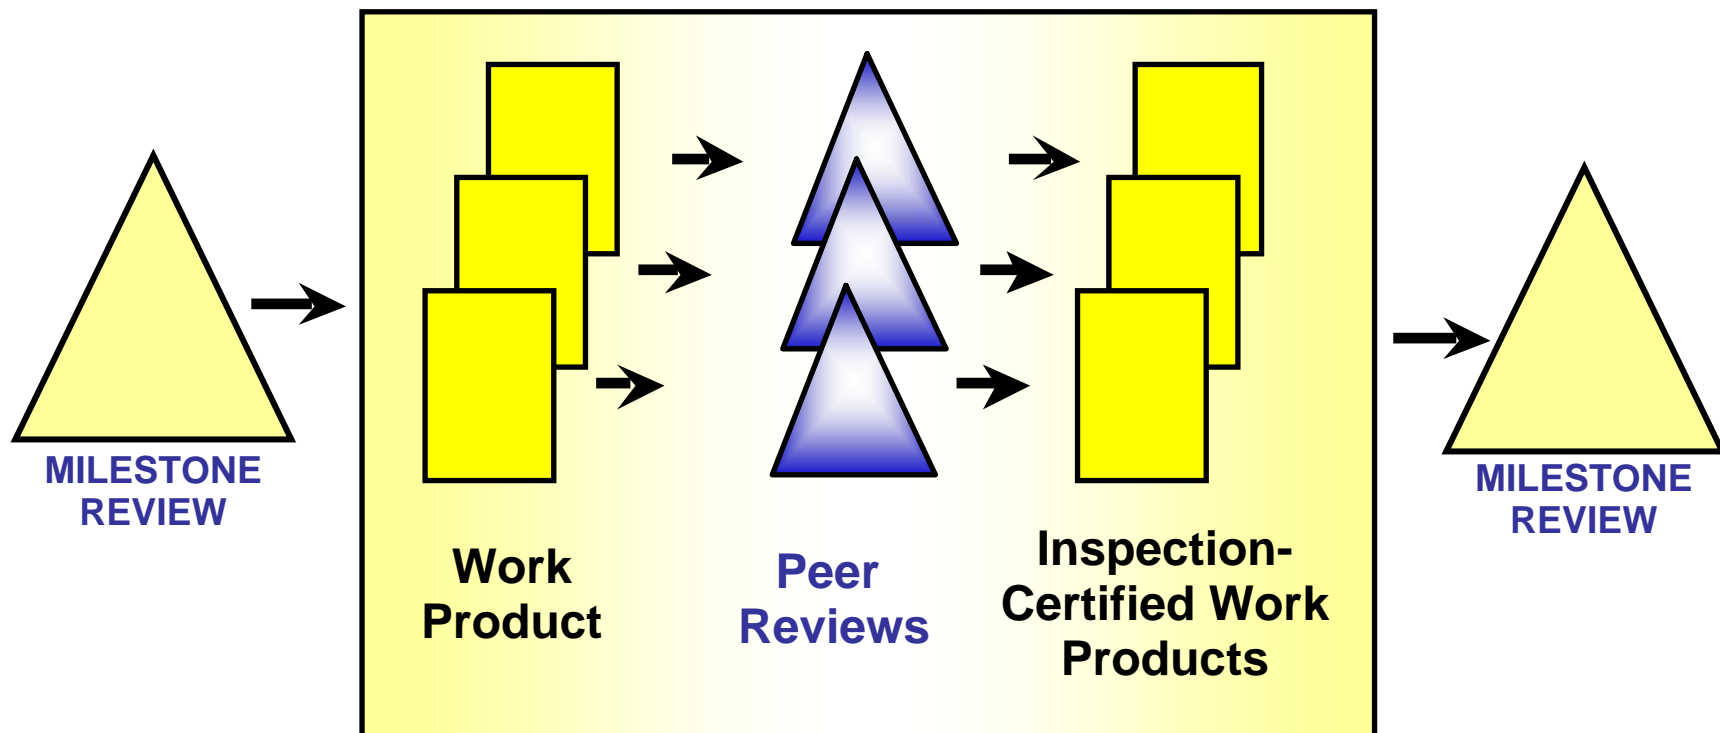 MILESTONE
REVIEW
Work
Product
Peer
Reviews
Inspection-
Certified Work
Products
MILESTONE
REVIEW